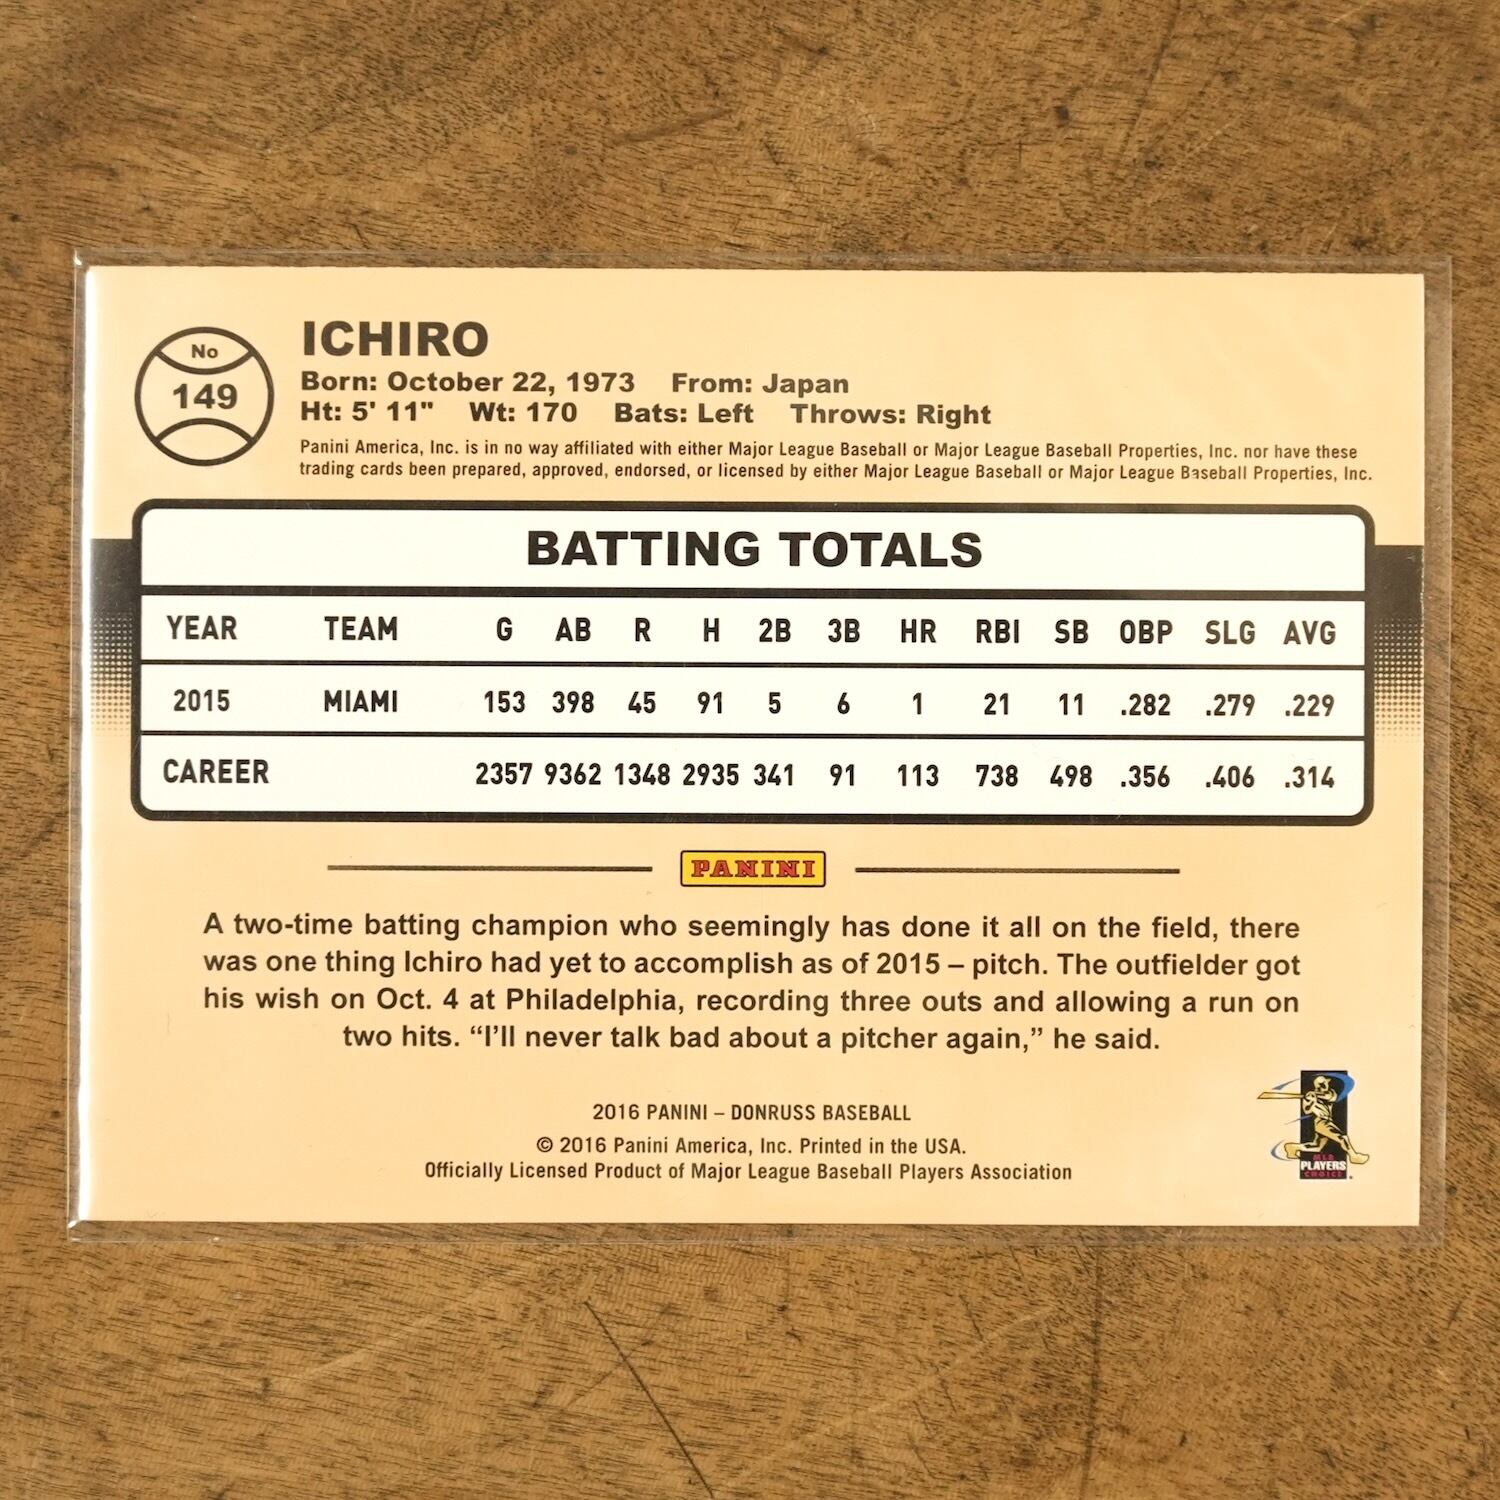 No
149
ICHIRO
Born: October 22, 1973 From: Japan
Ht: 5' 11" Wt: 170 Bats: Left Throws: Right
Panini America, Inc. is in no way affiliated with either Major League Baseball or Major League Baseball Properties, Inc. nor have these
trading cards been prepared, approved, endorsed, or licensed by either Major League Baseball or Major League Baseball Properties, Inc.
BATTING TOTALS
YEAR TEAM G AB R H 2B 3B HR RBI SB OBP SLG AVG
2015 MIAMI 153 398 45 91 5 6 1 21 11 .282 .279 .229
CAREER 2357 9362 1348 2935 341 91 113 738 498 .356 .406 .314
PANINI
A two-time batting champion who seemingly has done it all on the field, there
was one thing Ichiro had yet to accomplish as of 2015 – pitch. The outfielder got
his wish on Oct. 4 at Philadelphia, recording three outs and allowing a run on
two hits. “I’ll never talk bad about a pitcher again,” he said.
2016 PANINI – DONRUSS BASEBALL
© 2016 Panini America, Inc. Printed in the USA.
Officially Licensed Product of Major League Baseball Players Association
MLB
PLAYERS
CHOICE